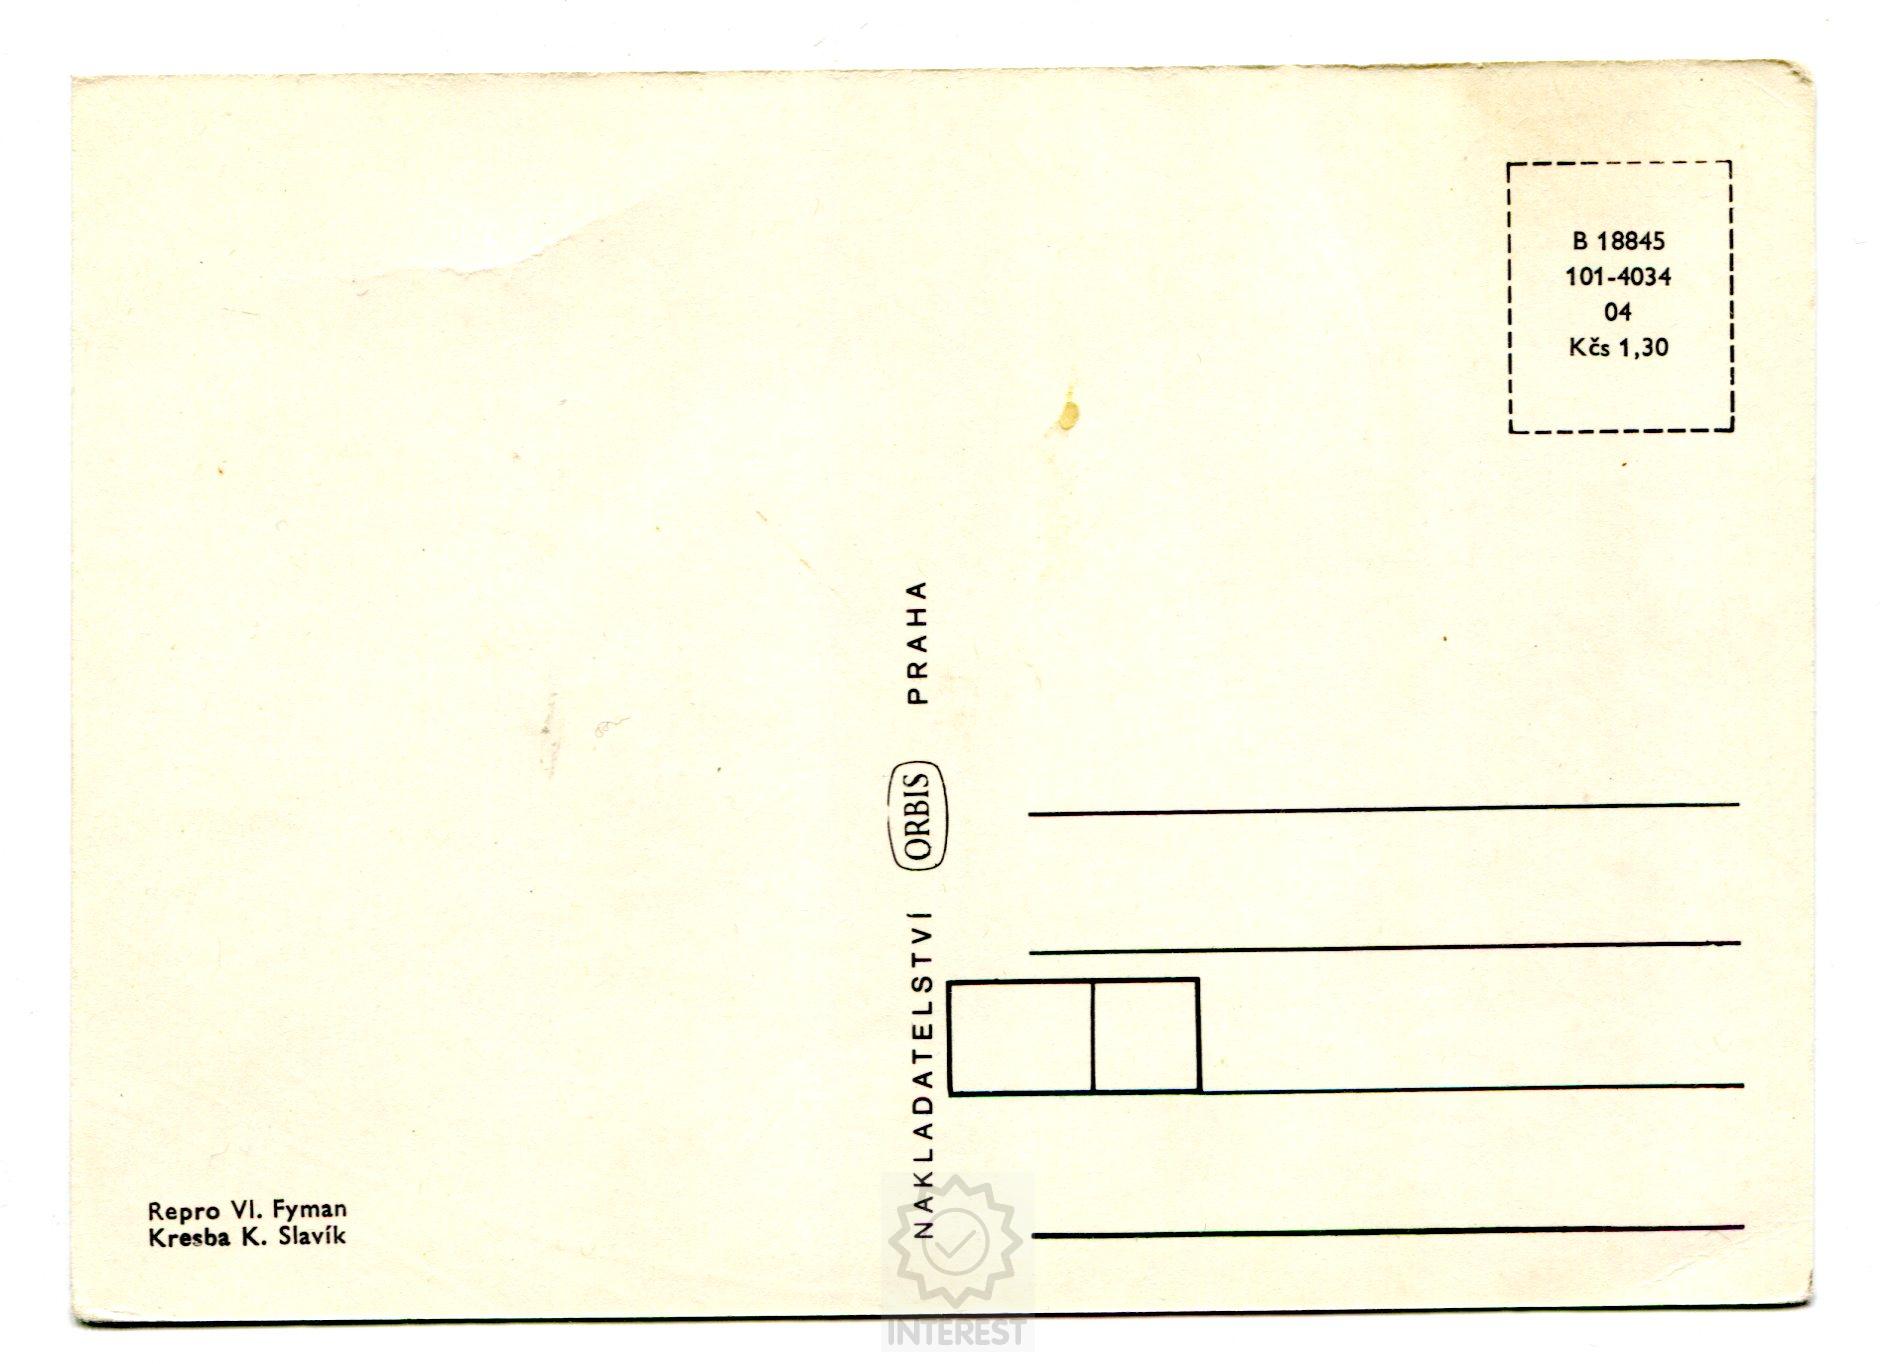 B 18845
101-4034
04
Kčs 1,30
NAKLADATELSTVÍ ORBIS PRAHA
Repro Vl. Fyman
Kresba K. Slavík
INTEREST